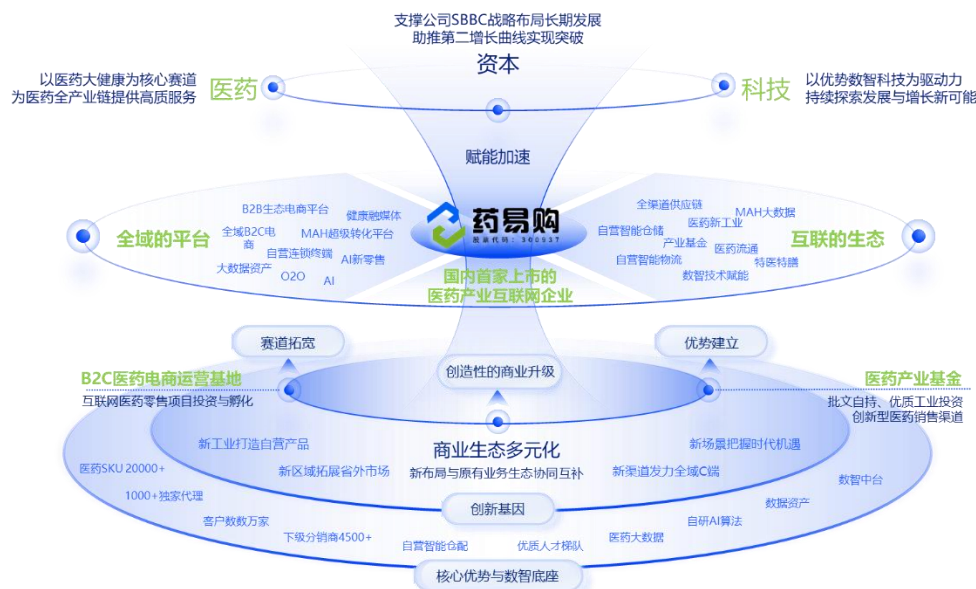 支撑公司SBBC战略布局长期发展
助推第二增长曲线实现突破
资本
以医药大健康为核心赛道
为医药全产业链提供高质服务
医药
科技
以优势数智科技为驱动力
持续探索发展与增长新可能
赋能加速
药易购
股票代码：300937
国内首家上市的
医药产业互联网企业
全域的平台
B2B生态电商平台
健康融媒体
全域B2C电
商
MAH超级转化平台
自营连锁终端
AI新零售
大数据资产
O2O
AI
全渠道供应链
MAH大数据
医药新工业
自营智能仓储
产业基金
医药流通
自营智能物流
特医特膳
数智技术赋能
互联的生态
赛道拓宽
创造性的商业升级
优势建立
B2C医药电商运营基地
互联网医药零售项目投资与孵化
医药产业基金
批文自持、优质工业投资
创新型医药销售渠道
商业生态多元化
新布局与原有业务生态协同互补
新工业打造自营产品
新区域拓展省外市场
新渠道发力全域C端
新场景把握时代机遇
创新基因
医药SKU 20000+
1000+独家代理
客户数数万家
下级分销商4500+
自营智能仓配
优质人才梯队
医药大数据
自研AI算法
数据资产
数智中台
核心优势与数智底座